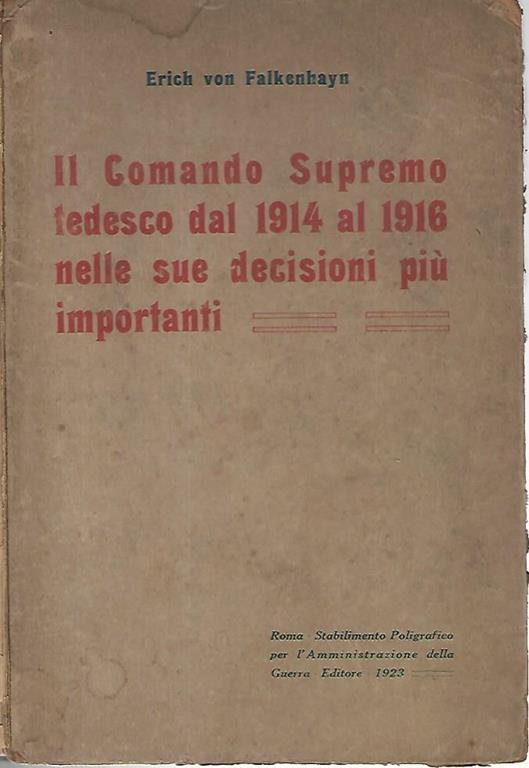 Erich von Falkenhayn
Il Comando Supremo
tedesco dal 1914 al 1916
nelle sue decisioni più
importanti
Roma Stabilimento Poligrafico
per l'Amministrazione della
Guerra Editore 1923